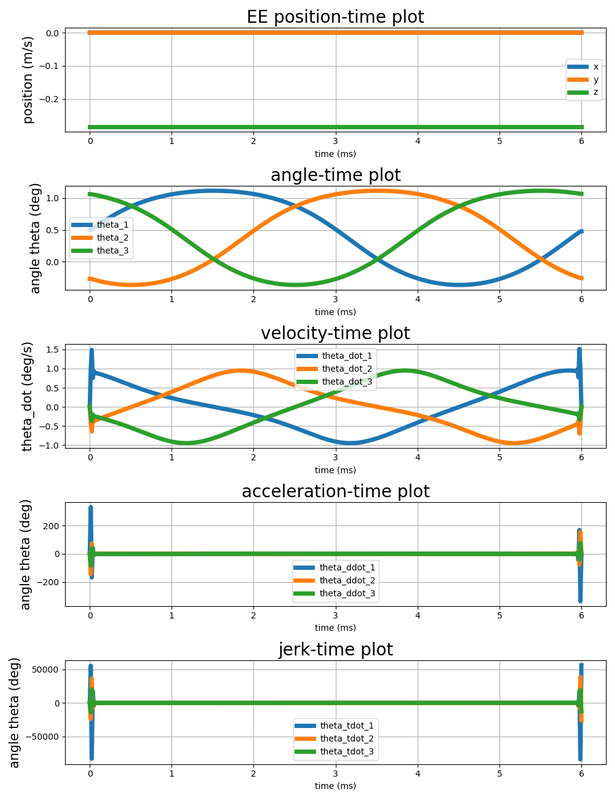 EE position-time plot
position (m/s)
0.0
−0.1
−0.2
x
y
z
0 1 2 3 4 5 6
time (ms)
angle-time plot
angle theta (deg)
1.0
0.5
0.0
theta_1
theta_2
theta_3
0 1 2 3 4 5 6
time (ms)
velocity-time plot
theta_dot (deg/s)
1.5
1.0
0.5
0.0
−0.5
−1.0
theta_dot_1
theta_dot_2
theta_dot_3
0 1 2 3 4 5 6
time (ms)
acceleration-time plot
angle theta (deg)
200
0
−200
theta_ddot_1
theta_ddot_2
theta_ddot_3
0 1 2 3 4 5 6
time (ms)
jerk-time plot
angle theta (deg)
50000
0
−50000
theta_tdot_1
theta_tdot_2
theta_tdot_3
0 1 2 3 4 5 6
time (ms)